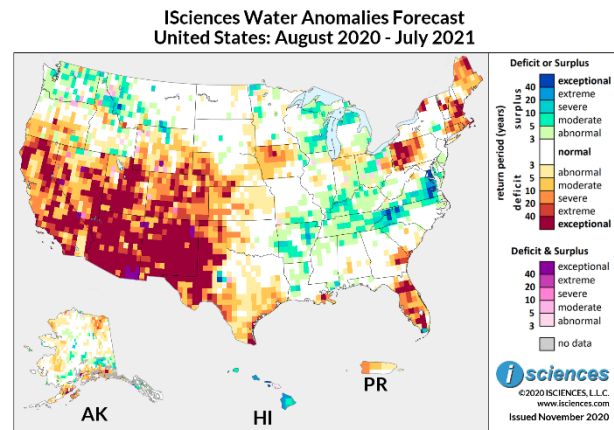 ISciences Water Anomalies Forecast
United States: August 2020 - July 2021
Deficit or Surplus
return period (years)
surplus
deficit
exceptional
40
extreme
20
severe
10
moderate
5
abnormal
3
normal
3
abnormal
5
moderate
10
severe
20
extreme
40
exceptional
Deficit & Surplus
exceptional
40
extreme
20
severe
10
moderate
5
abnormal
3
no data
isciences
©2020 ISCIENCES, L.L.C.
www.isciences.com
Issued November 2020
AK
HI
PR